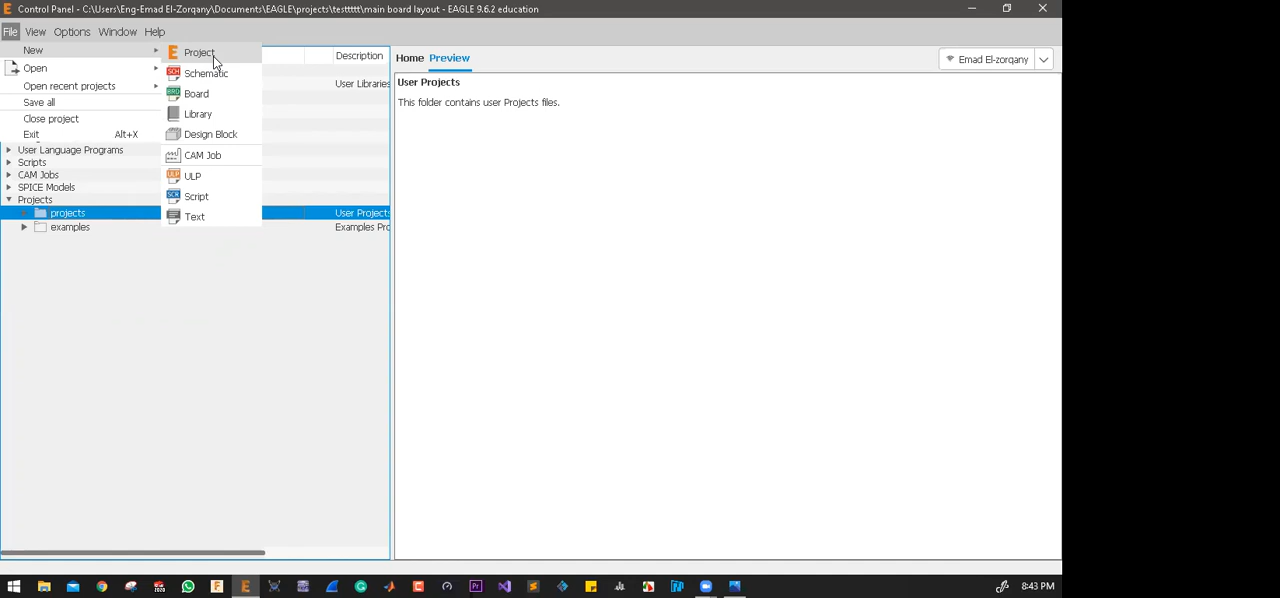 Control Panel - C:\Users\Eng-Emad El-Zorqany\Documents\EAGLE\projects\testttttt\main board layout - EAGLE 9.6.2 education
File View Options Window Help
New
Open
Open recent projects
Save all
Close project
Exit Alt+X
Project
Schematic
Board
Library
Design Block
CAM Job
ULP
Script
Text
Description
User Libraries
User Language Programs
Scripts
CAM Jobs
SPICE Models
Projects
projects User Projects
examples Examples Pro
Home Preview
Emad El-zorqany
User Projects
This folder contains user Projects files.
8:43 PM